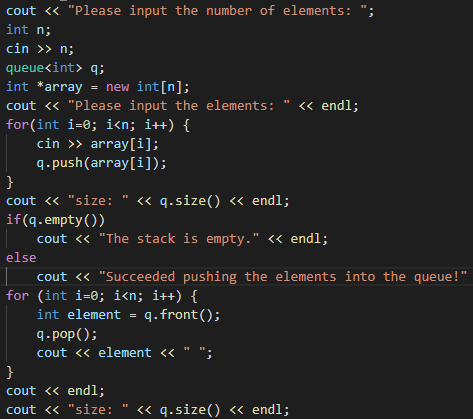 cout << "Please input the number of elements: ";
int n;
cin >> n;
queue<int> q;
int *array = new int[n];
cout << "Please input the elements: " << endl;
for(int i=0; i<n; i++) {
    cin >> array[i];
    q.push(array[i]);
}
cout << "size: " << q.size() << endl;
if(q.empty())
    cout << "The stack is empty." << endl;
else
    cout << "Succeeded pushing the elements into the queue!"
for (int i=0; i<n; i++) {
    int element = q.front();
    q.pop();
    cout << element << " ";
}
cout << endl;
cout << "size: " << q.size() << endl;